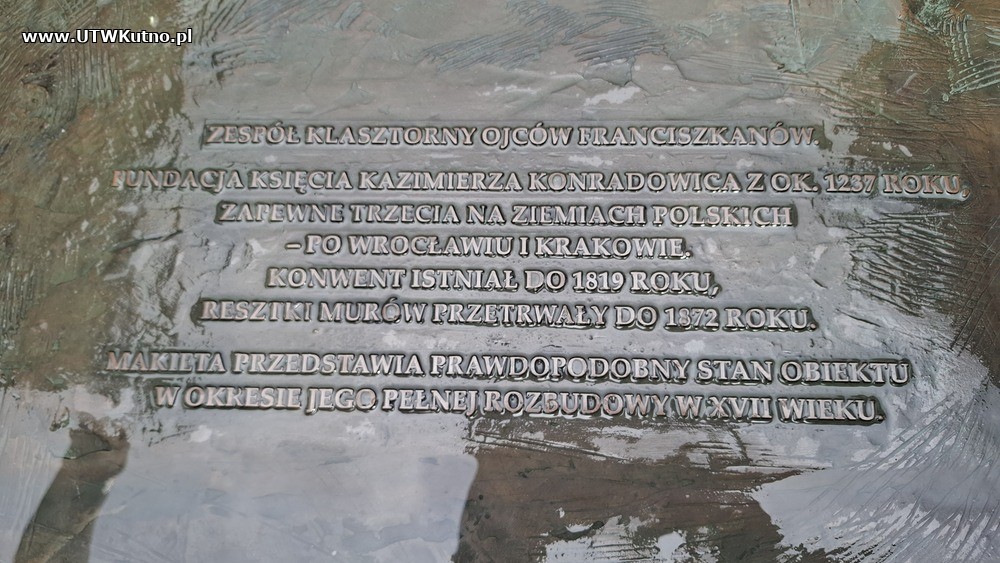 www.UTWKutno.pl
ZESPÓŁ KLASZTORNY OJCÓW FRANCISZKANÓW.
FUNDACJA KSIĘCIA KAZIMIERZA KONRADOWICA Z OK. 1237 ROKU,
ZAPEWNE TRZECIA NA ZIEMIACH POLSKICH
– PO WROCŁAWIU I KRAKOWIE.
KONWENT ISTNIAŁ DO 1819 ROKU,
RESZTKI MURÓW PRZETRWAŁY DO 1872 ROKU.
MAKIETA PRZEDSTAWIA PRAWDOPODOBNY STAN OBIEKTU
W OKRESIE JEGO PEŁNEJ ROZBUDOWY W XVII WIEKU.